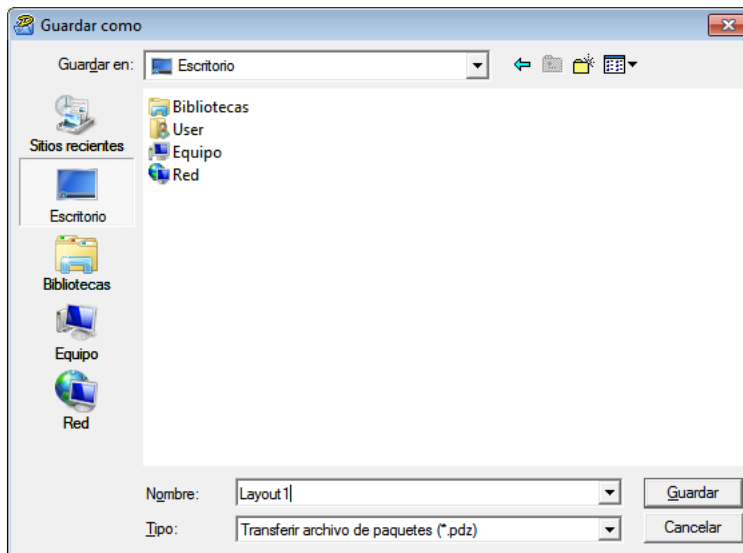 Guardar como
Guardar en: Escritorio
Sitios recientes
Escritorio
Bibliotecas
Equipo
Red
Bibliotecas
User
Equipo
Red
Nombre: Layout1 Guardar
Tipo: Transferir archivo de paquetes (*.pdz) Cancelar